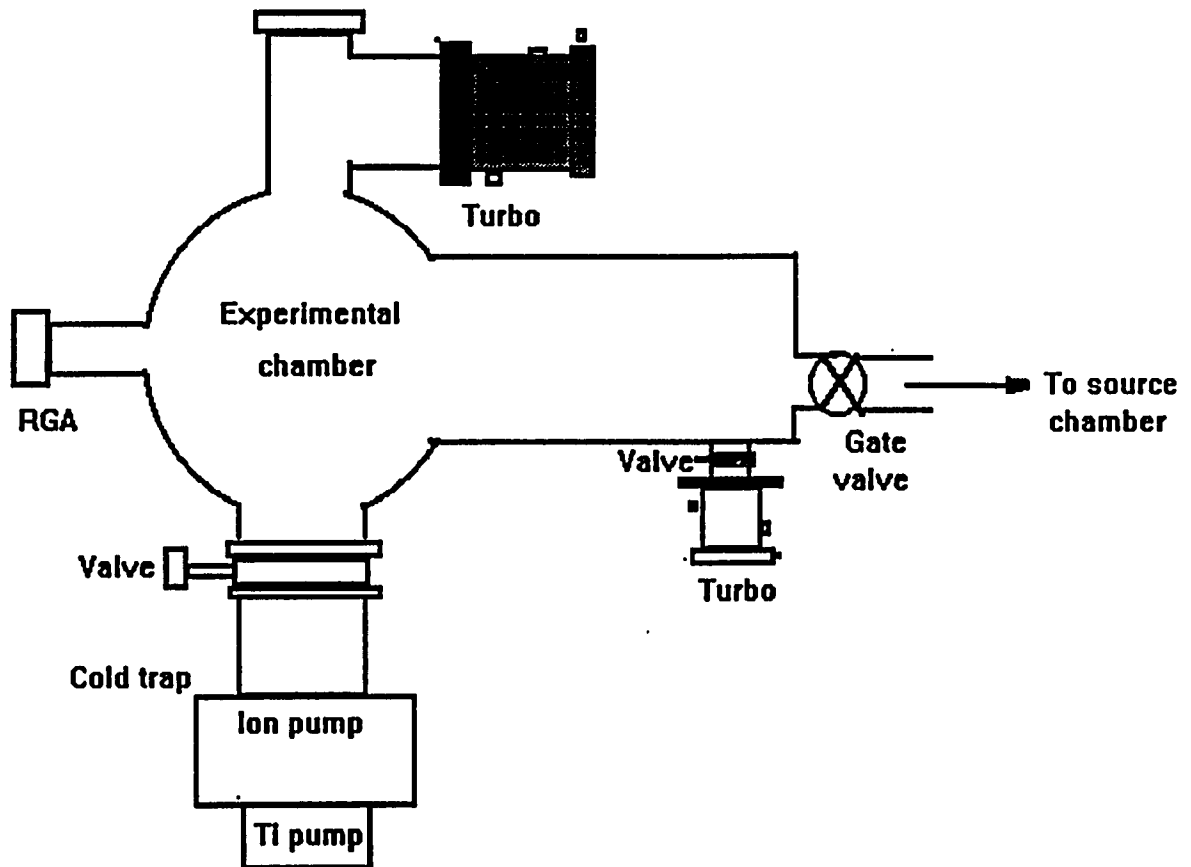 Turbo
Experimental
chamber
RGA
To source
chamber
Gate
valve
Valve
Turbo
Valve
Cold trap
Ion pump
Ti pump